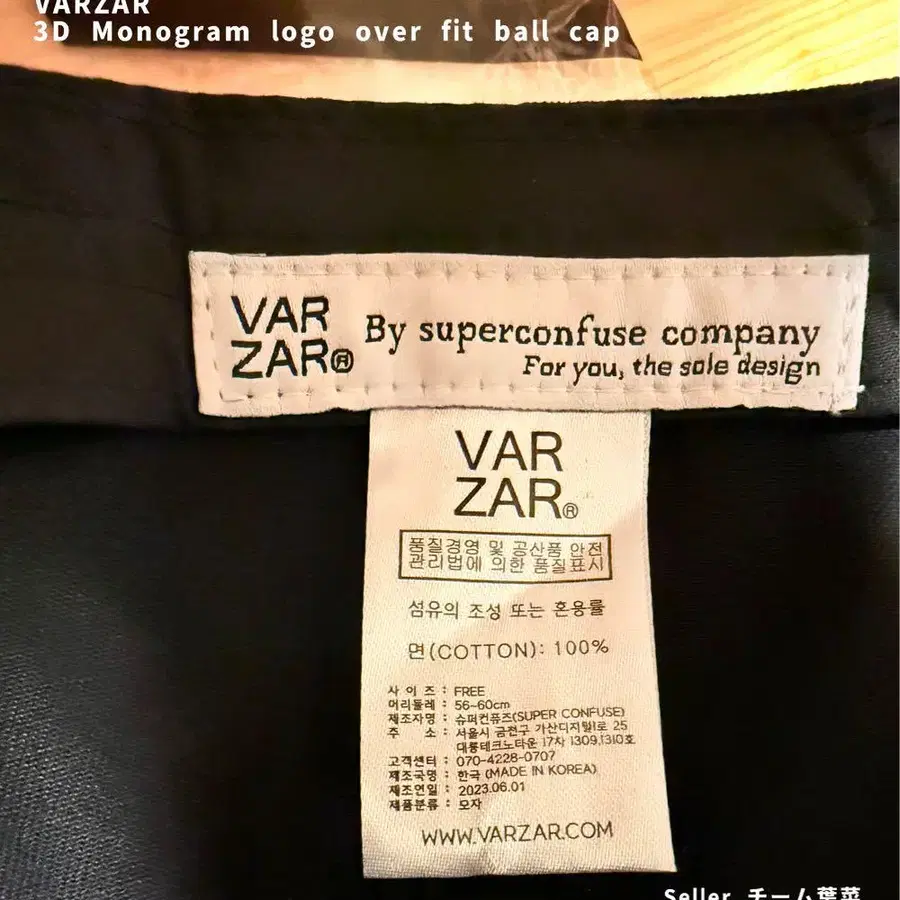 VARZAR
3D Monogram logo over fit ball cap
VAR
ZAR®
By superconfuse company
For you, the sole design
VAR
ZAR®
품질경영 및 공산품 안전
관리법에 의한 품질표시
섬유의 조성 또는 혼용률
면(COTTON): 100%
사 이 즈 : FREE
머리둘레 : 56~60cm
제조자명 : 슈퍼컨퓨즈(SUPER CONFUSE)
주 소 : 서울시 금천구 가산디지털1로 25
대륭테크노타운 17차 1309,1310호
고객센터 : 070-4228-0707
제조국명 : 한국 (MADE IN KOREA)
제조연월 : 2023.06.01
제품분류 : 모자
WWW.VARZAR.COM
Seller チーム葉菜